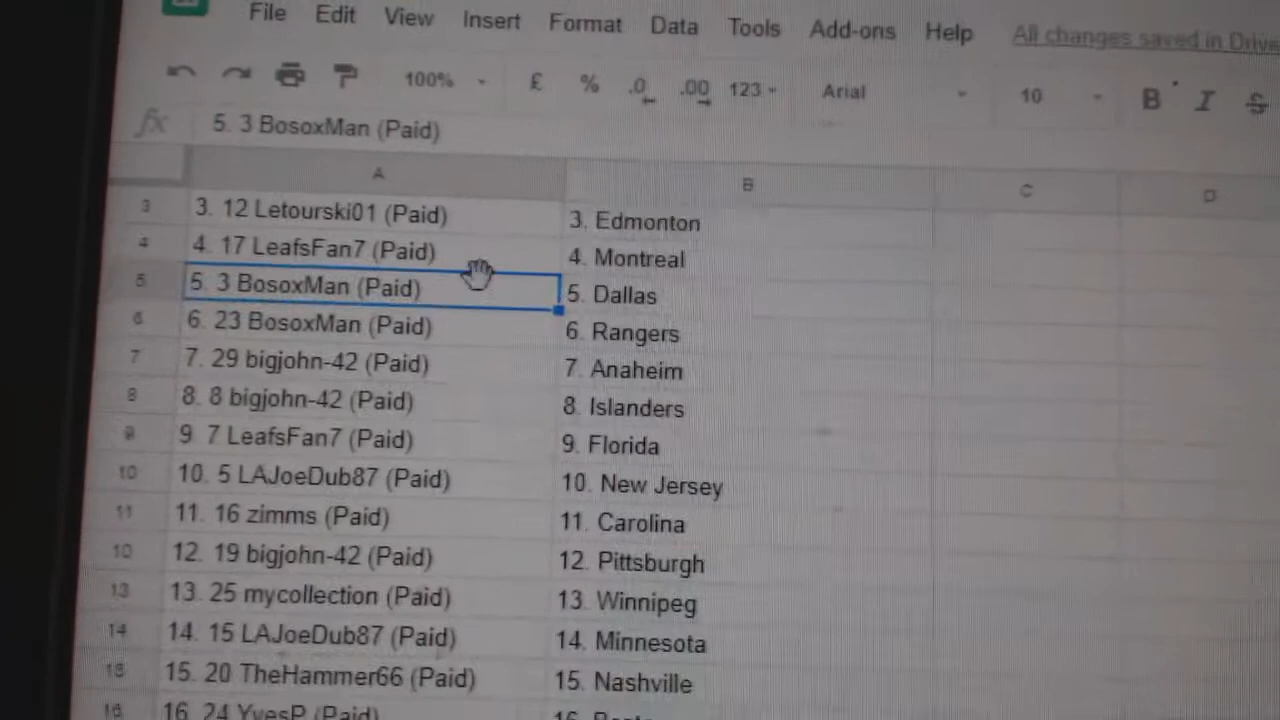 File Edit View Insert Format Data Tools Add-ons Help All changes saved in Drive
100% £ % .0 .00 123 Arial 10 B I S
fx 5. 3 BosoxMan (Paid)
A B C D
3 3. 12 Letourski01 (Paid) 3. Edmonton
4 4. 17 LeafsFan7 (Paid) 4. Montreal
5 5. 3 BosoxMan (Paid) 5. Dallas
6 6. 23 BosoxMan (Paid) 6. Rangers
7 7. 29 bigjohn-42 (Paid) 7. Anaheim
8 8. 8 bigjohn-42 (Paid) 8. Islanders
9 9. 7 LeafsFan7 (Paid) 9. Florida
10 10. 5 LAJoeDub87 (Paid) 10. New Jersey
11 11. 16 zimms (Paid) 11. Carolina
12. 19 bigjohn-42 (Paid) 12. Pittsburgh
13 13. 25 mycollection (Paid) 13. Winnipeg
14 14. 15 LAJoeDub87 (Paid) 14. Minnesota
15 15. 20 TheHammer66 (Paid) 15. Nashville
16 16. 24 YvesP (Paid) 16.